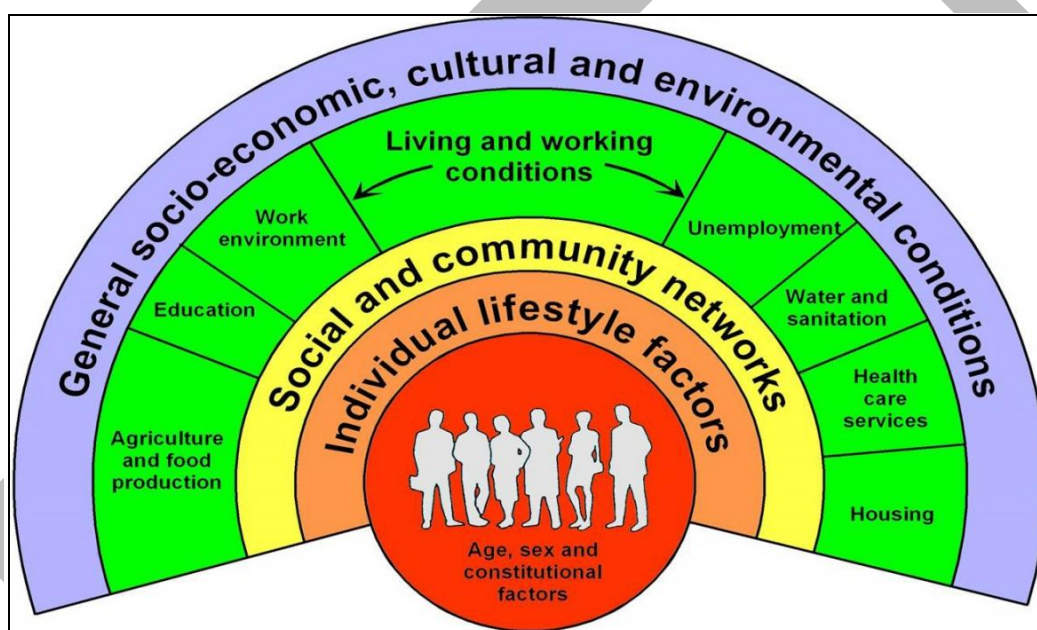 General socio-economic, cultural and environmental conditions
Living and working
conditions
Work
environment
Unemployment
Education
Water and
sanitation
Agriculture
and food
production
Health
care
services
Housing
Social and community networks
Individual lifestyle factors
Age, sex and
constitutional
factors